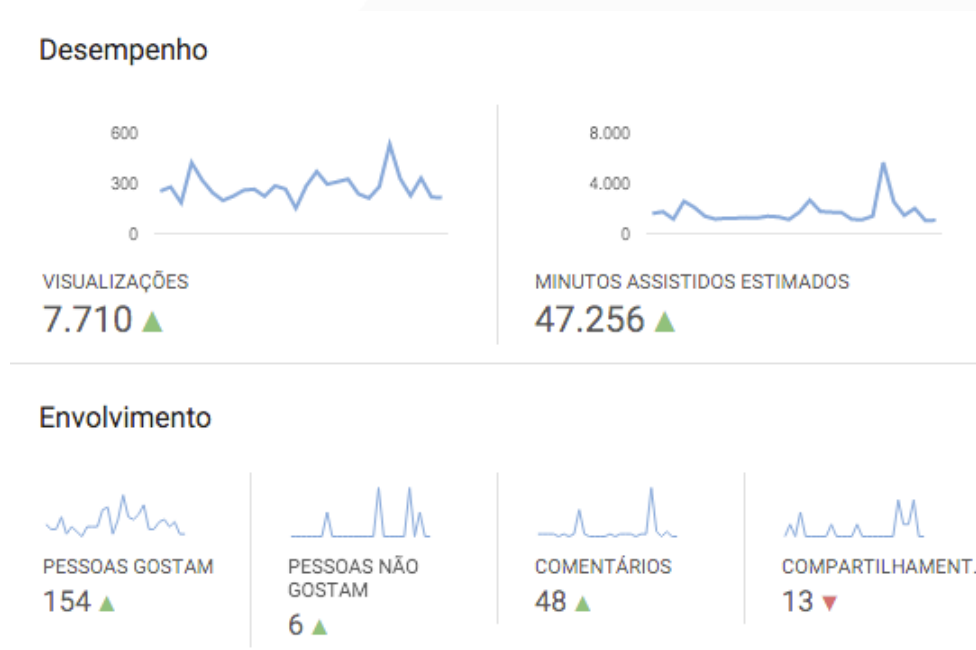 Desempenho
600
300
0
8.000
4.000
0
VISUALIZAÇÕES
7.710
MINUTOS ASSISTIDOS ESTIMADOS
47.256
Envolvimento
PESSOAS GOSTAM
154
PESSOAS NÃO
GOSTAM
6
COMENTÁRIOS
48
COMPARTILHAMENT.
13